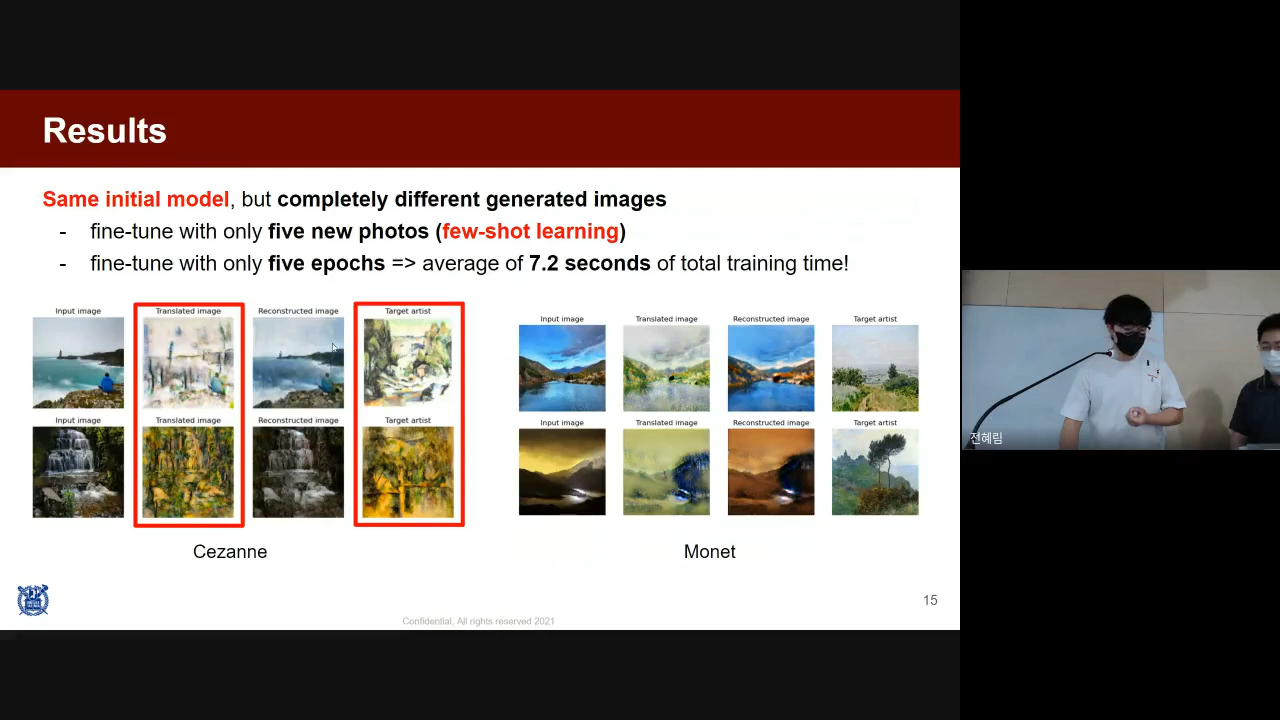 Results
Same initial model, but completely different generated images
- fine-tune with only five new photos (few-shot learning)
- fine-tune with only five epochs => average of 7.2 seconds of total training time!
Input image Translated image Reconstructed image Target artist
Input image Translated image Reconstructed image Target artist
Cezanne
Input image Translated image Reconstructed image Target artist
Input image Translated image Reconstructed image Target artist
Monet
15
Confidential, All rights reserved 2021
전혜림